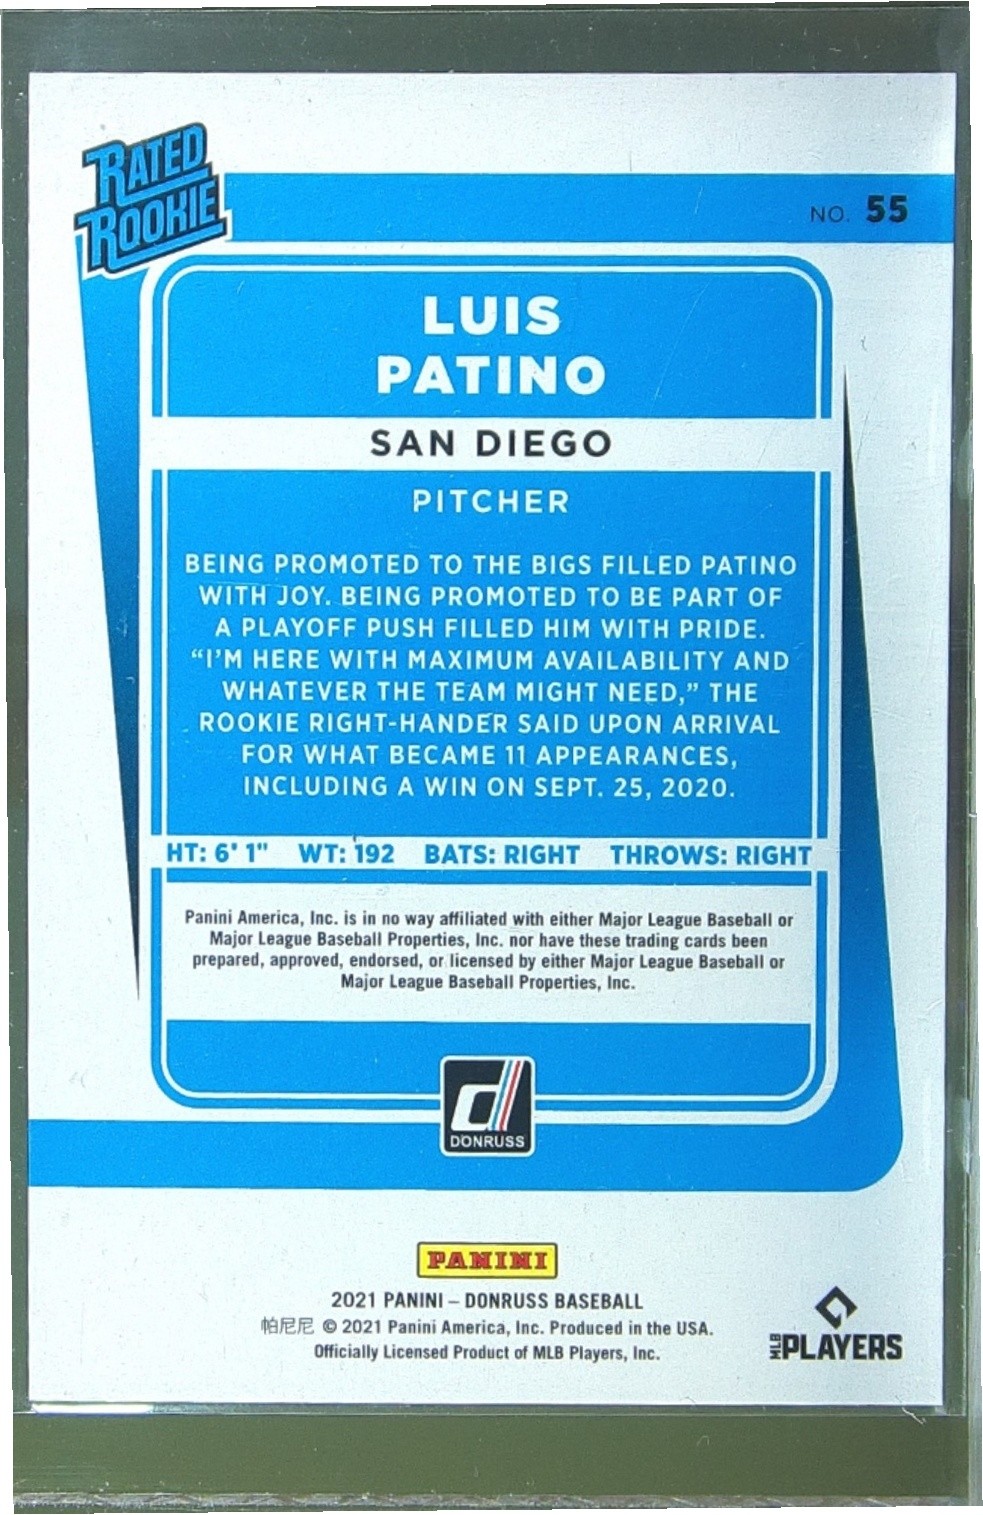 RATED
ROOKIE
NO. 55
LUIS
PATINO
SAN DIEGO
PITCHER
BEING PROMOTED TO THE BIGS FILLED PATINO
WITH JOY. BEING PROMOTED TO BE PART OF
A PLAYOFF PUSH FILLED HIM WITH PRIDE.
“I’M HERE WITH MAXIMUM AVAILABILITY AND
WHATEVER THE TEAM MIGHT NEED,” THE
ROOKIE RIGHT-HANDER SAID UPON ARRIVAL
FOR WHAT BECAME 11 APPEARANCES,
INCLUDING A WIN ON SEPT. 25, 2020.
HT: 6' 1" WT: 192 BATS: RIGHT THROWS: RIGHT
Panini America, Inc. is in no way affiliated with either Major League Baseball or
Major League Baseball Properties, Inc. nor have these trading cards been
prepared, approved, endorsed, or licensed by either Major League Baseball or
Major League Baseball Properties, Inc.
d
DONRUSS
PANINI
2021 PANINI – DONRUSS BASEBALL
帕尼尼 © 2021 Panini America, Inc. Produced in the USA.
Officially Licensed Product of MLB Players, Inc.
MLB PLAYERS